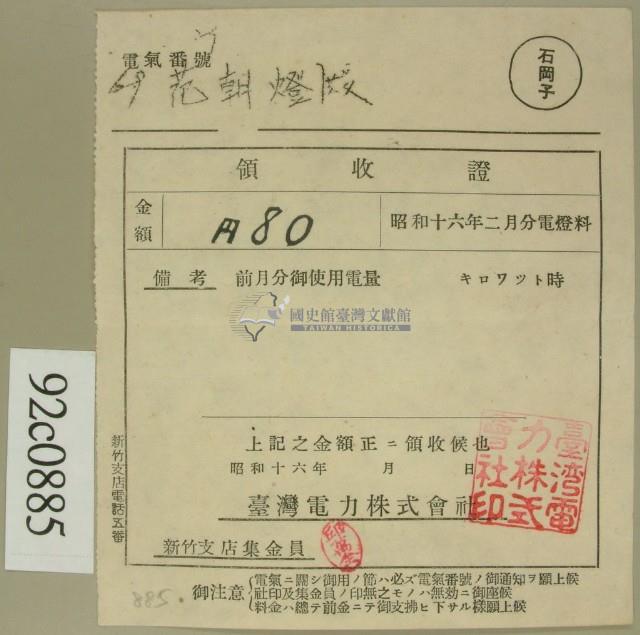 電氣番號
石岡子
花朝燈
領收證
金額
円80
昭和十六年二月分電燈料
備考 前月分御使用電量 キロワット時
國史館臺灣文獻館
TAIWAN HISTORICA
上記之金額正ニ領收候也
昭和十六年 月 日
臺灣電力株式會社
臺灣電力株式會社印
新竹支店集金員
新竹支店電話五番
御注意
電氣ニ關シ御用ノ節ハ必ズ電氣番號ノ御通知ヲ願上候
社印及集金員ノ印無之モノハ無効ニ御座候
料金ハ總テ前金ニテ御支拂ヒ下サル樣願上候
885.
92c0885